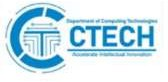 Department of Computing Technologies
CTECH
Accelerate Intellectual Innovation